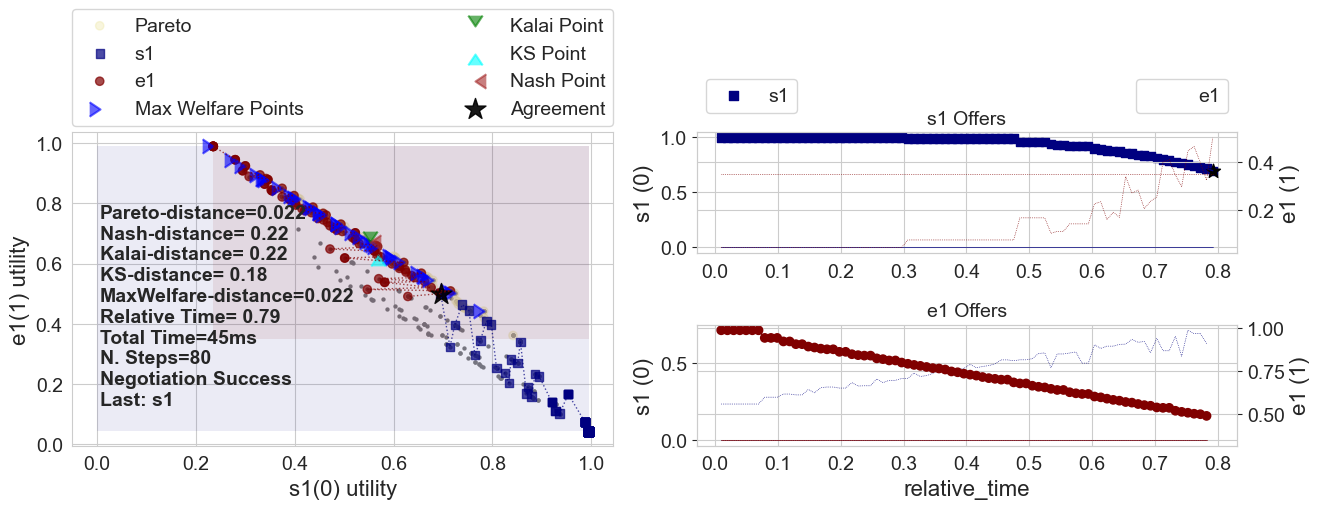 Pareto
s1
e1
Max Welfare Points
Kalai Point
KS Point
Nash Point
Agreement
1.0
0.8
0.6
0.4
0.2
0.0
e1(1) utility
Pareto-distance=0.022
Nash-distance= 0.22
Kalai-distance= 0.22
KS-distance= 0.18
MaxWelfare-distance=0.022
Relative Time= 0.79
Total Time=45ms
N. Steps=80
Negotiation Success
Last: s1
0.0 0.2 0.4 0.6 0.8 1.0
s1(0) utility
s1
e1
s1 Offers
1.0
0.5
0.0
s1 (0)
0.4
0.2
e1 (1)
0.0 0.1 0.2 0.3 0.4 0.5 0.6 0.7 0.8
e1 Offers
0.5
0.0
s1 (0)
1.00
0.75
0.50
e1 (1)
0.0 0.1 0.2 0.3 0.4 0.5 0.6 0.7 0.8
relative_time